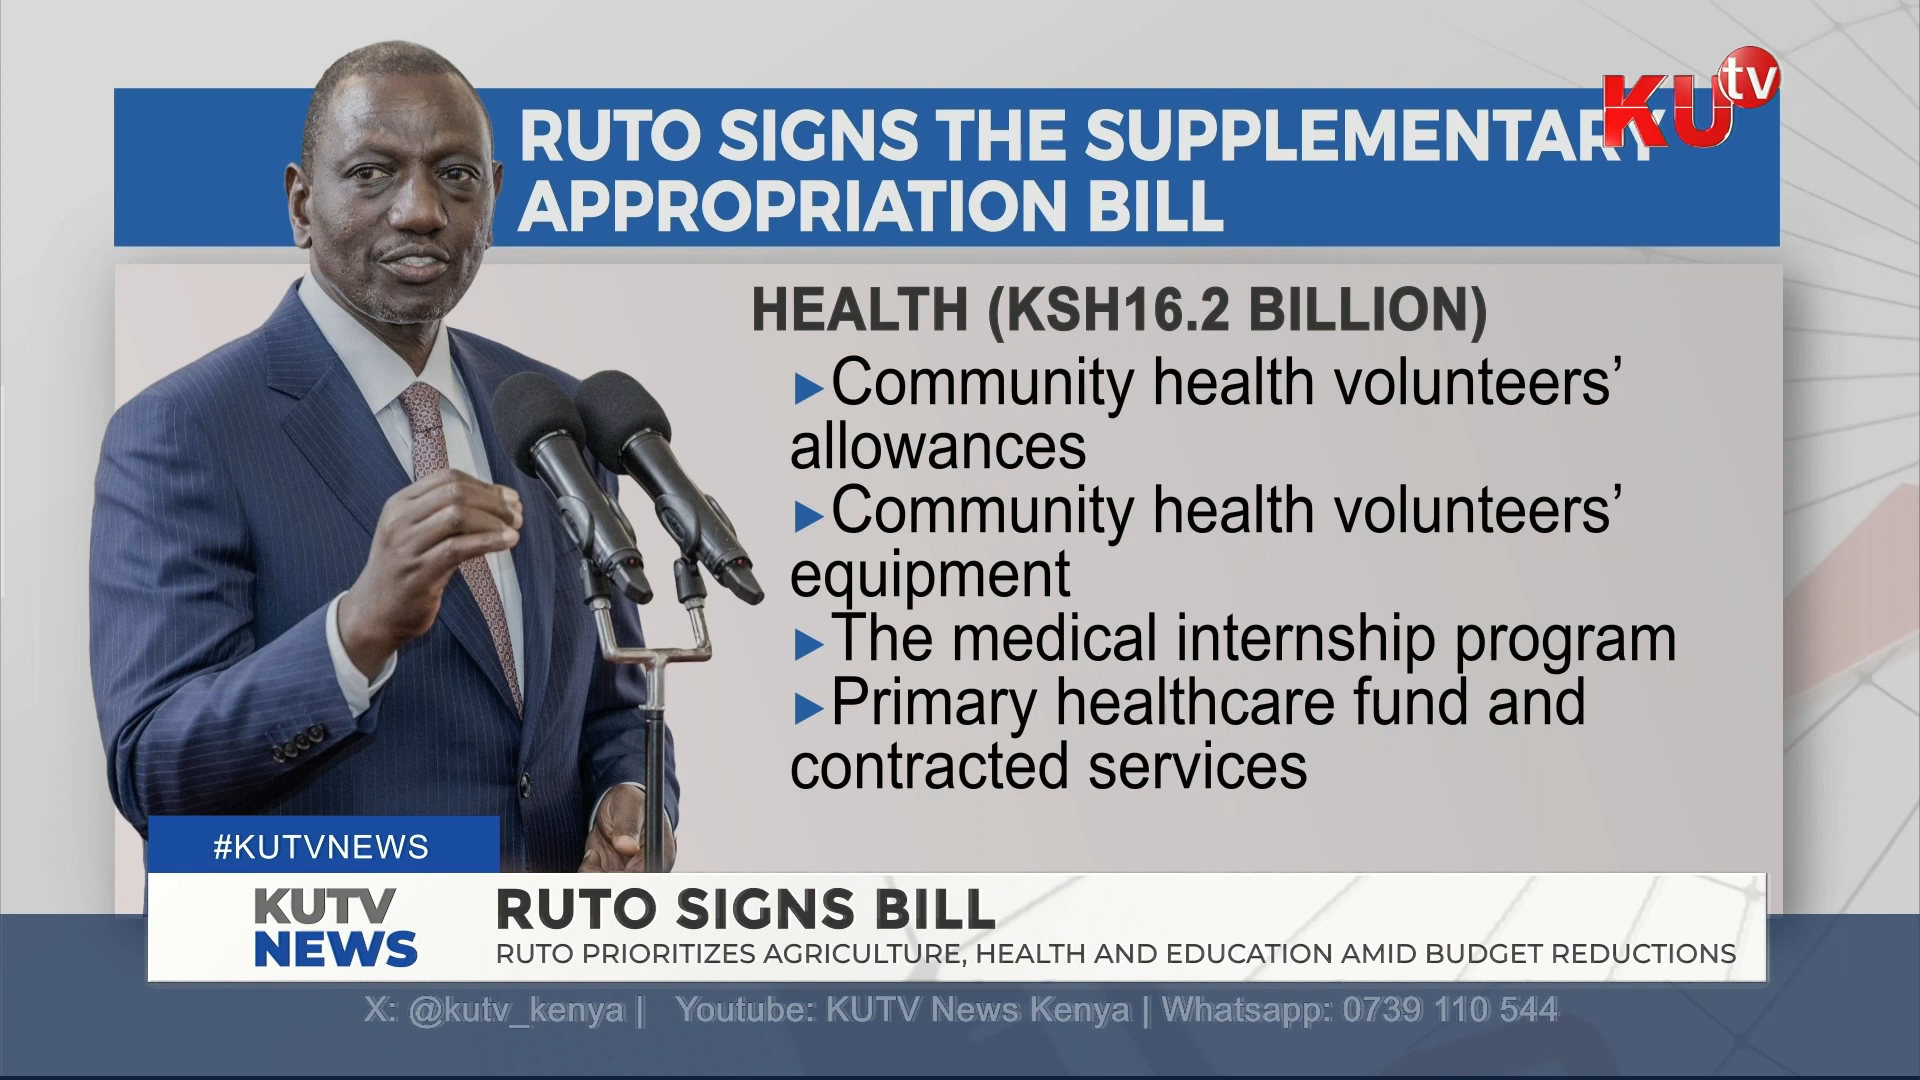 RUTO SIGNS THE SUPPLEMENTARY
APPROPRIATION BILL
KU tv
HEALTH (KSH16.2 BILLION)
►Community health volunteers’
allowances
►Community health volunteers’
equipment
►The medical internship program
►Primary healthcare fund and
contracted services
#KUTVNEWS
KUTV
NEWS
RUTO SIGNS BILL
RUTO PRIORITIZES AGRICULTURE, HEALTH AND EDUCATION AMID BUDGET REDUCTIONS
X: @kutv_kenya | Youtube: KUTV News Kenya | Whatsapp: 0739 110 544